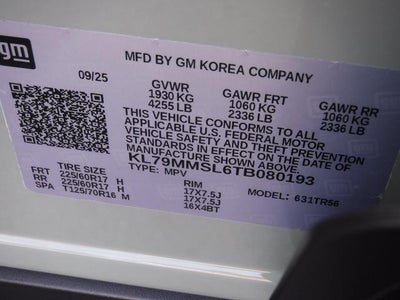 gm
MFD BY GM KOREA COMPANY
09/25
GVWR GAWR FRT GAWR RR
1930 KG 1060 KG 1060 KG
4255 LB 2336 LB 2336 LB
THIS VEHICLE CONFORMS TO ALL
APPLICABLE U.S. FEDERAL MOTOR
VEHICLE SAFETY AND THEFT PREVENTION
STANDARDS IN EFFECT ON THE DATE OF
MANUFACTURE SHOWN ABOVE.
KL79MMSL6TB080193
TYPE: MPV MODEL: 631TR56
TIRE SIZE RIM
FRT 225/60R17 H 17X7.5J
RR 225/60R17 H 17X7.5J
SPA T125/70R16 M 16X4BT